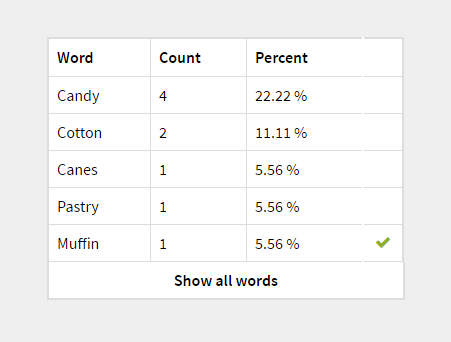 Word Count Percent
Candy 4 22.22 %
Cotton 2 11.11 %
Canes 1 5.56 %
Pastry 1 5.56 %
Muffin 1 5.56 %
Show all words